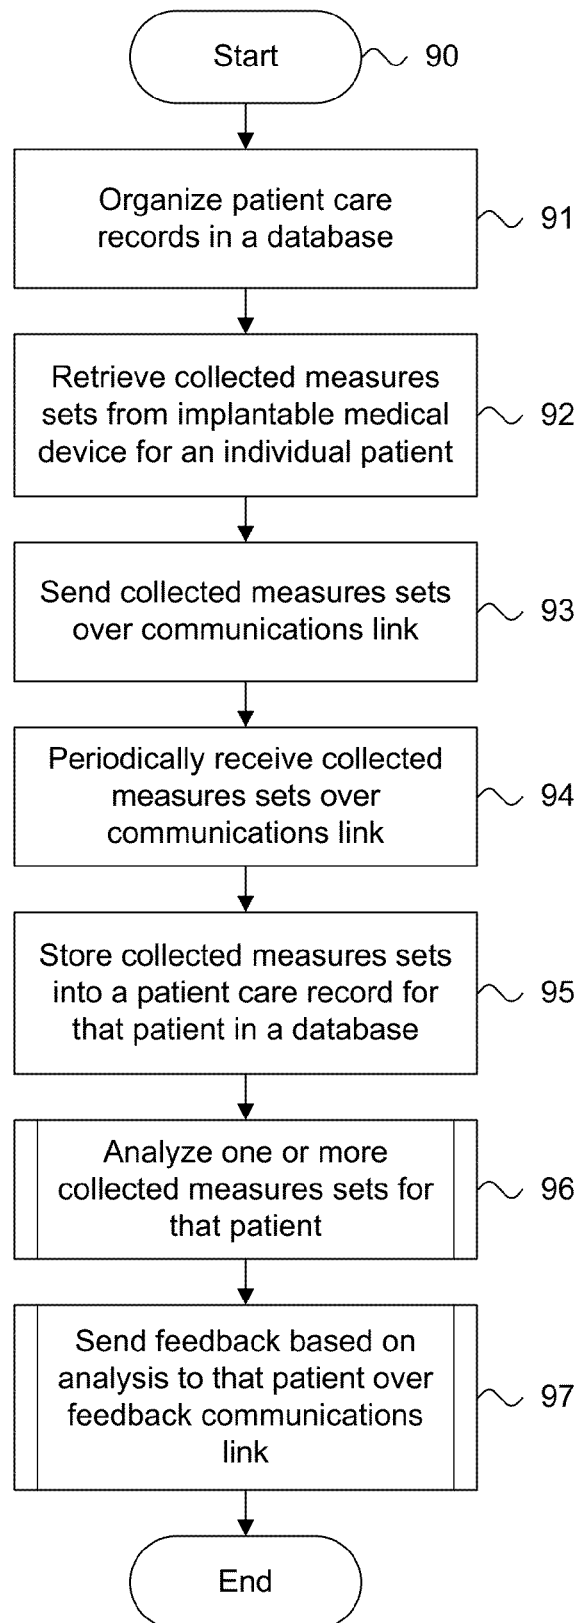 Start
90
Organize patient care
records in a database
91
Retrieve collected measures
sets from implantable medical
device for an individual patient
92
Send collected measures sets
over communications link
93
Periodically receive collected
measures sets over
communications link
94
Store collected measures sets
into a patient care record for
that patient in a database
95
Analyze one or more
collected measures sets for
that patient
96
Send feedback based on
analysis to that patient over
feedback communications
link
97
End